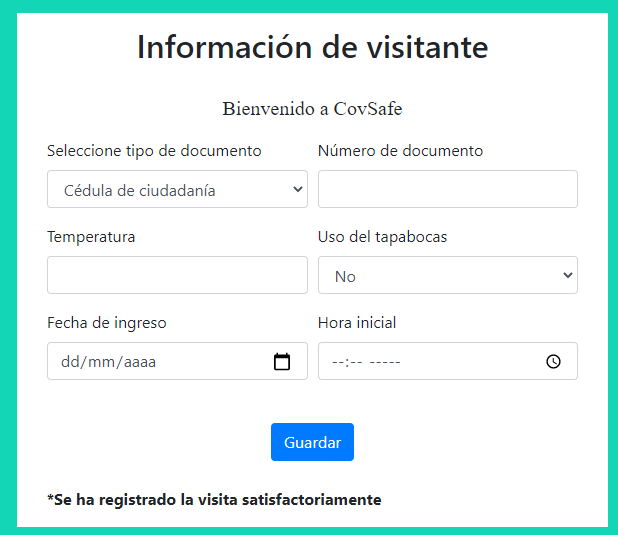 Información de visitante
Bienvenido a CovSafe
Seleccione tipo de documento Número de documento
Cédula de ciudadanía
Temperatura Uso del tapabocas
No
Fecha de ingreso Hora inicial
dd/mm/aaaa --:-- -----
Guardar
*Se ha registrado la visita satisfactoriamente